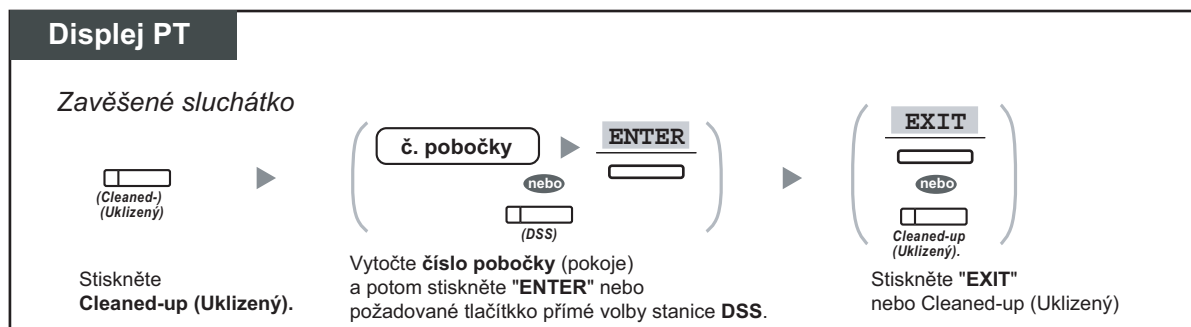 Displej PT
Zavěšené sluchátko
(Cleaned-)
(Uklizený)
Stiskněte
Cleaned-up (Uklizený).
č. pobočky
ENTER
nebo
(DSS)
Vytočte číslo pobočky (pokoje)
a potom stiskněte "ENTER" nebo
požadované tlačítkko přímé volby stanice DSS.
EXIT
nebo
Cleaned-up
(Uklizený).
Stiskněte "EXIT"
nebo Cleaned-up (Uklizený)